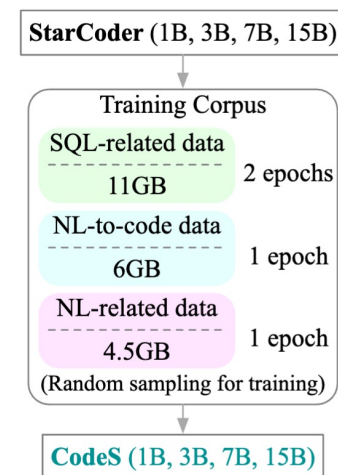 StarCoder (1B, 3B, 7B, 15B)
Training Corpus
SQL-related data
11GB
2 epochs
NL-to-code data
6GB
1 epoch
NL-related data
4.5GB
1 epoch
(Random sampling for training)
CodeS (1B, 3B, 7B, 15B)